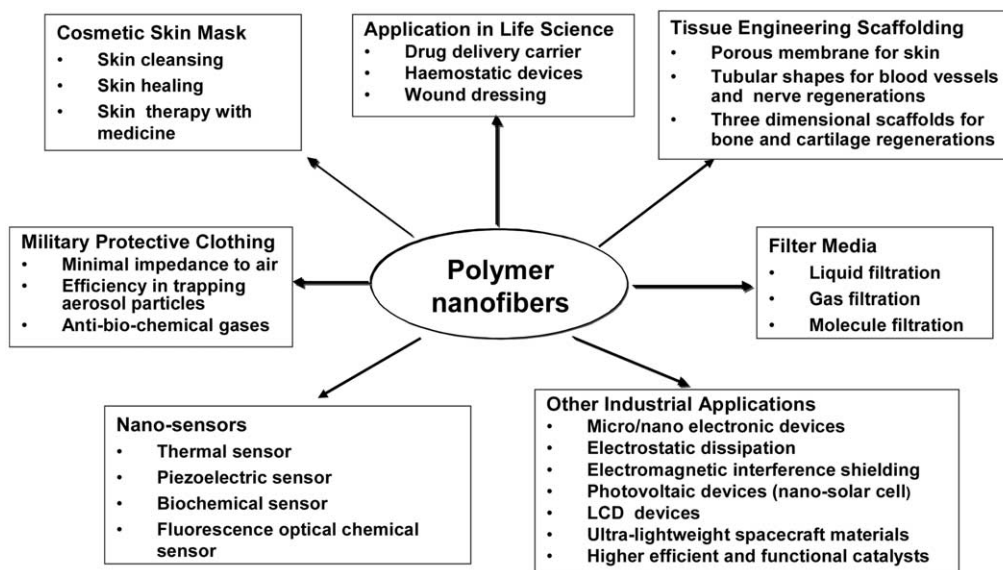 Cosmetic Skin Mask
• Skin cleansing
• Skin healing
• Skin therapy with
medicine
Application in Life Science
• Drug delivery carrier
• Haemostatic devices
• Wound dressing
Tissue Engineering Scaffolding
• Porous membrane for skin
• Tubular shapes for blood vessels
and nerve regenerations
• Three dimensional scaffolds for
bone and cartilage regenerations
Military Protective Clothing
• Minimal impedance to air
• Efficiency in trapping
aerosol particles
• Anti-bio-chemical gases
Polymer
nanofibers
Filter Media
• Liquid filtration
• Gas filtration
• Molecule filtration
Nano-sensors
• Thermal sensor
• Piezoelectric sensor
• Biochemical sensor
• Fluorescence optical chemical
sensor
Other Industrial Applications
• Micro/nano electronic devices
• Electrostatic dissipation
• Electromagnetic interference shielding
• Photovoltaic devices (nano-solar cell)
• LCD devices
• Ultra-lightweight spacecraft materials
• Higher efficient and functional catalysts